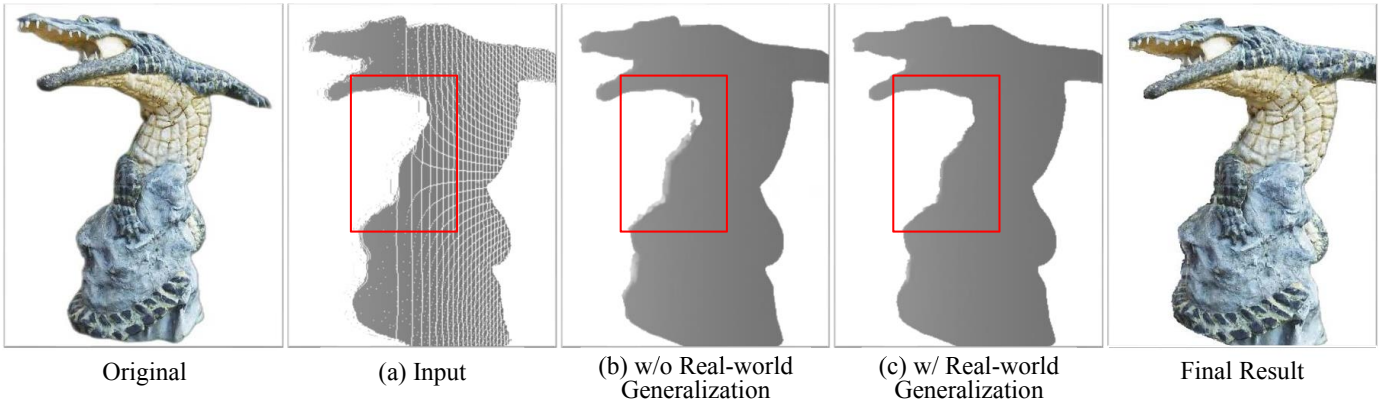 Original
(a) Input
(b) w/o Real-world
Generalization
(c) w/ Real-world
Generalization
Final Result